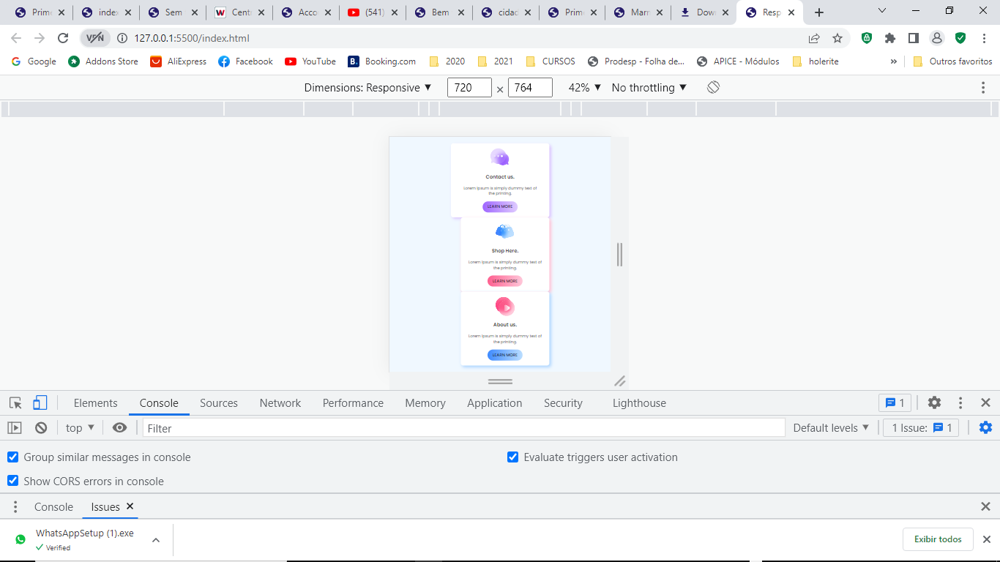 Prime
index
Sem
Cent
Acco
(541)
Bem
cidad
Prime
Marr
Dow
Resp
VPN
127.0.0.1:5500/index.html
Google
Addons Store
AliExpress
Facebook
YouTube
B. Booking.com
2020
2021
CURSOS
Prodesp - Folha de...
APICE - Módulos
holerite
»
Outros favoritos
Dimensions: Responsive
720 × 764
42%
No throttling
Contact us.
Lorem Ipsum is simply dummy text of
the printing.
LEARN MORE
Shop Here.
Lorem Ipsum is simply dummy text of
the printing.
LEARN MORE
About us.
Lorem Ipsum is simply dummy text of
the printing.
LEARN MORE
Elements
Console
Sources
Network
Performance
Memory
Application
Security
Lighthouse
1
top
Filter
Default levels
1 Issue: 1
Group similar messages in console
Evaluate triggers user activation
Show CORS errors in console
Console
Issues
WhatsAppSetup (1).exe
Verified
Exibir todos